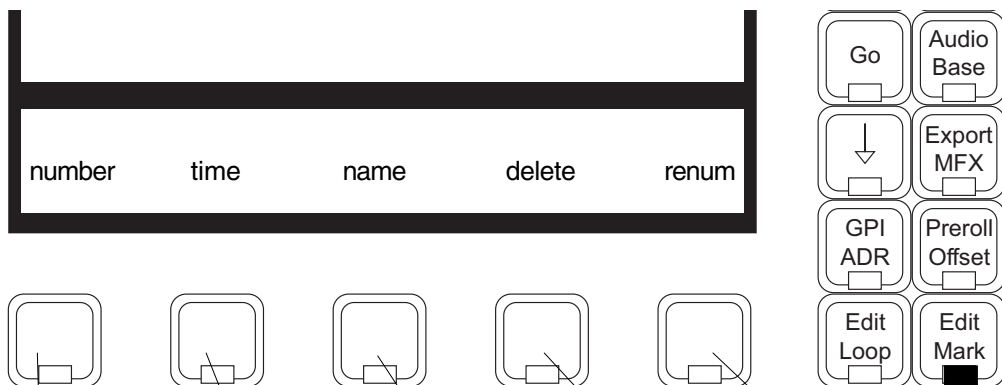 number time name delete renum
Go
Audio
Base
Export
MFX
GPI
ADR
Preroll
Offset
Edit
Loop
Edit
Mark